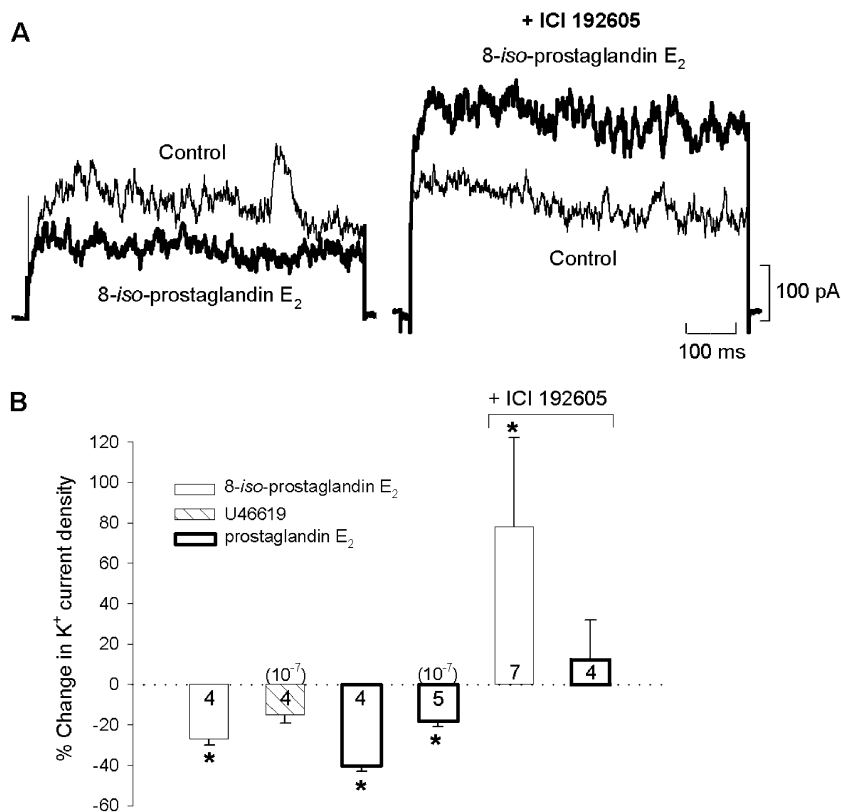 A
+ ICI 192605
8-iso-prostaglandin E2
Control
8-iso-prostaglandin E2
Control
100 pA
100 ms
B
+ ICI 192605
% Change in K+ current density
120
100
80
60
40
20
0
-20
-40
-60
8-iso-prostaglandin E2
U46619
prostaglandin E2
*
(10-7)
(10-7)
4
4
4
5
7
4
*
*
*